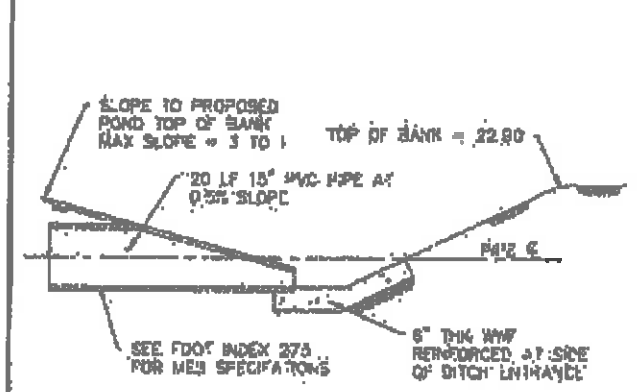 SLOPE TO PROPOSED
POND TOP OF BANK
MAX SLOPE = 3 TO 1
TOP OF BANK = 22.90
20 LF 15" PVC PIPE AT
0.5% SLOPE
PIPE ℄
SEE FDOT INDEX 273
FOR MES SPECIFATIONS
6" THK WWF
REINFORCED AT SIDE
OF DITCH ENTRANCE